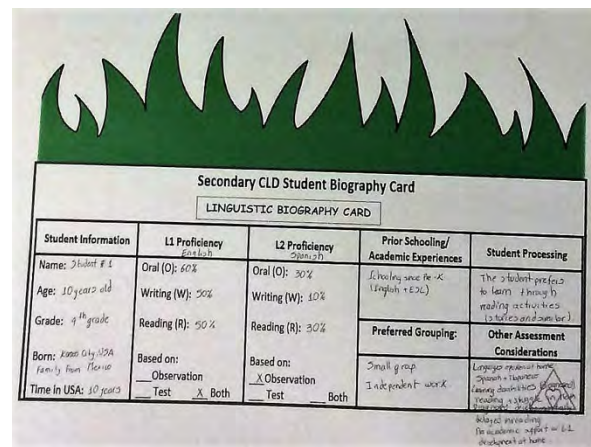 Secondary CLD Student Biography Card
LINGUISTIC BIOGRAPHY CARD
Student Information
Name: Student # 1
Age: 10 years old
Grade: 4th grade
Born: Kansas City, USA
Family from Mexico
Time in USA: 10 years
L1 Proficiency
English
Oral (O): 60%
Writing (W): 50%
Reading (R): 50%
Based on:
Observation
Test X Both
L2 Proficiency
Spanish
Oral (O): 30%
Writing (W): 10%
Reading (R): 30%
Based on:
X Observation
Test Both
Prior Schooling/
Academic Experiences
Schooling since Pre-K
(English + ESL)
Preferred Grouping:
Small group
Independent work
Student Processing
The student prefers
to learn through
reading activities
(stories and similar).
Other Assessment
Considerations
Languages spoken at home
Spanish +
Learning disabilities
reading
delayed in reading
No academic support in L1
development at home